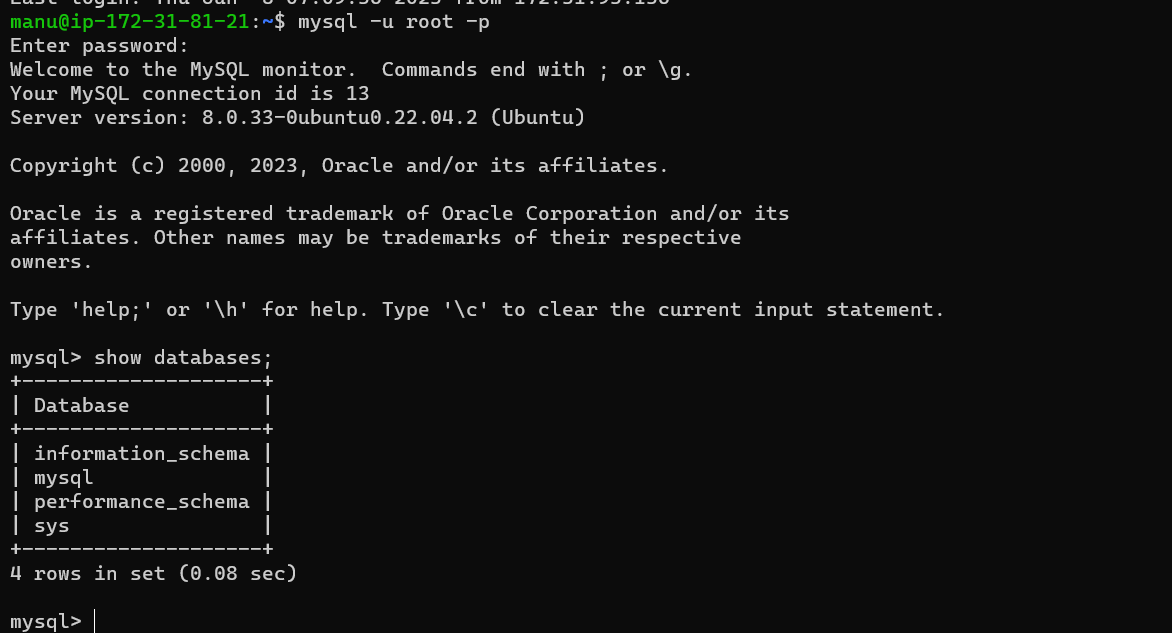 manu@ip-172-31-81-21:~$ mysql -u root -p
Enter password:
Welcome to the MySQL monitor.  Commands end with ; or \g.
Your MySQL connection id is 13
Server version: 8.0.33-0ubuntu0.22.04.2 (Ubuntu)

Copyright (c) 2000, 2023, Oracle and/or its affiliates.

Oracle is a registered trademark of Oracle Corporation and/or its
affiliates. Other names may be trademarks of their respective
owners.

Type 'help;' or '\h' for help. Type '\c' to clear the current input statement.

mysql> show databases;
+--------------------+
| Database           |
+--------------------+
| information_schema |
| mysql              |
| performance_schema |
| sys                |
+--------------------+
4 rows in set (0.08 sec)

mysql>